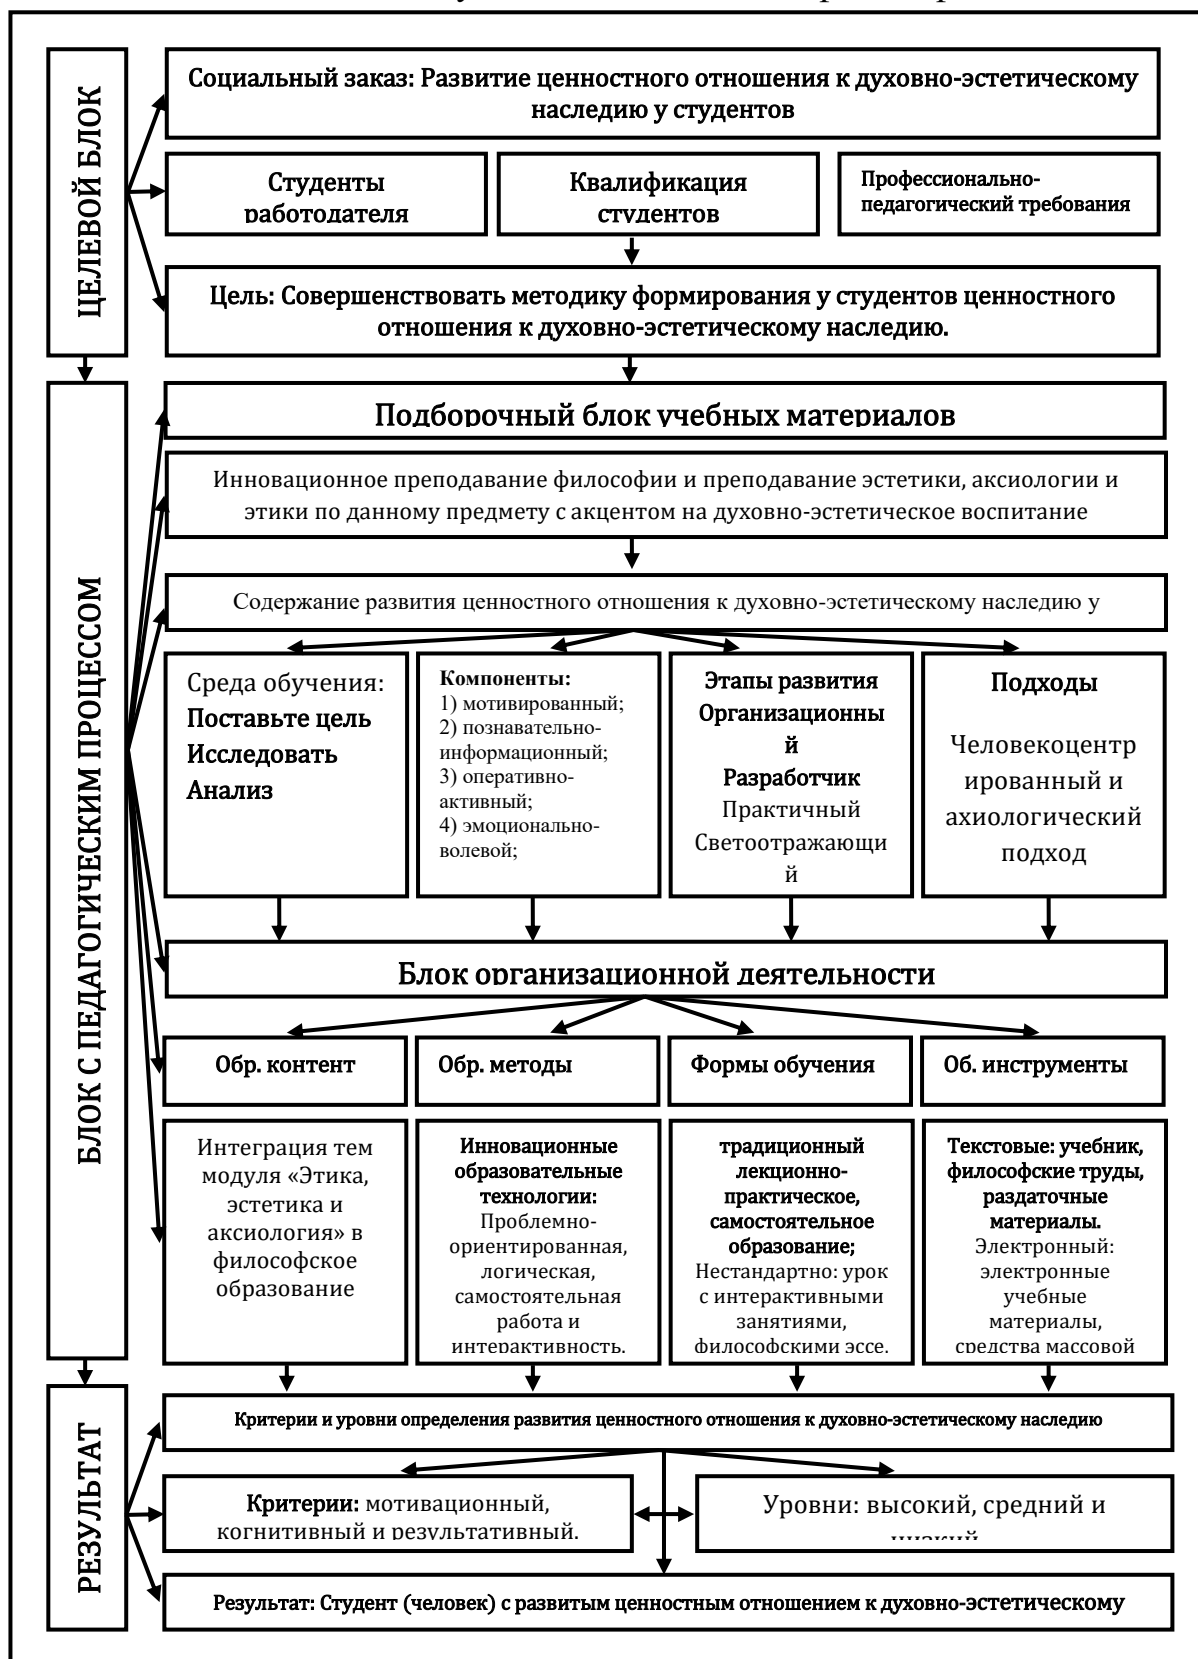 ЦЕЛЕВОЙ БЛОК
Социальный заказ: Развитие ценностного отношения к духовно-эстетическому
наследию у студентов
Студенты
работодателя
Квалификация
студентов
Профессионально-
педагогический требования
Цель: Совершенствовать методику формирования у студентов ценностного
отношения к духовно-эстетическому наследию.
БЛОК С ПЕДАГОГИЧЕСКИМ ПРОЦЕССОМ
Подборочный блок учебных материалов
Инновационное преподавание философии и преподавание эстетики, аксиологии и
этики по данному предмету с акцентом на духовно-эстетическое воспитание
Содержание развития ценностного отношения к духовно-эстетическому наследию у
Среда обучения:
Поставьте цель
Исследовать
Анализ
Компоненты:
1) мотивированный;
2) познавательно-
информационный;
3) оперативно-
активный;
4) эмоционально-
волевой;
Этапы развития
Организационны
й
Разработчик
Практичный
Светоотражающи
й
Подходы
Человекоцентр
ированный и
ахиологический
подход
Блок организационной деятельности
Обр. контент
Обр. методы
Формы обучения
Об. инструменты
Интеграция тем
модуля «Этика,
эстетика и
аксиология» в
философское
образование
Инновационные
образовательные
технологии:
Проблемно-
ориентированная,
логическая,
самостоятельная
работа и
интерактивность.
традиционный
лекционно-
практическое,
самостоятельное
образование;
Нестандартно: урок
с интерактивными
занятиями,
философскими эссе.
Текстовые: учебник,
философские труды,
раздаточные
материалы.
Электронный:
электронные
учебные
материалы,
средства массовой
РЕЗУЛЬТАТ
Критерии и уровни определения развития ценностного отношения к духовно-эстетическому наследию
Критерии: мотивационный,
когнитивный и результативный.
Уровни: высокий, средний и
Результат: Студент (человек) с развитым ценностным отношением к духовно-эстетическому